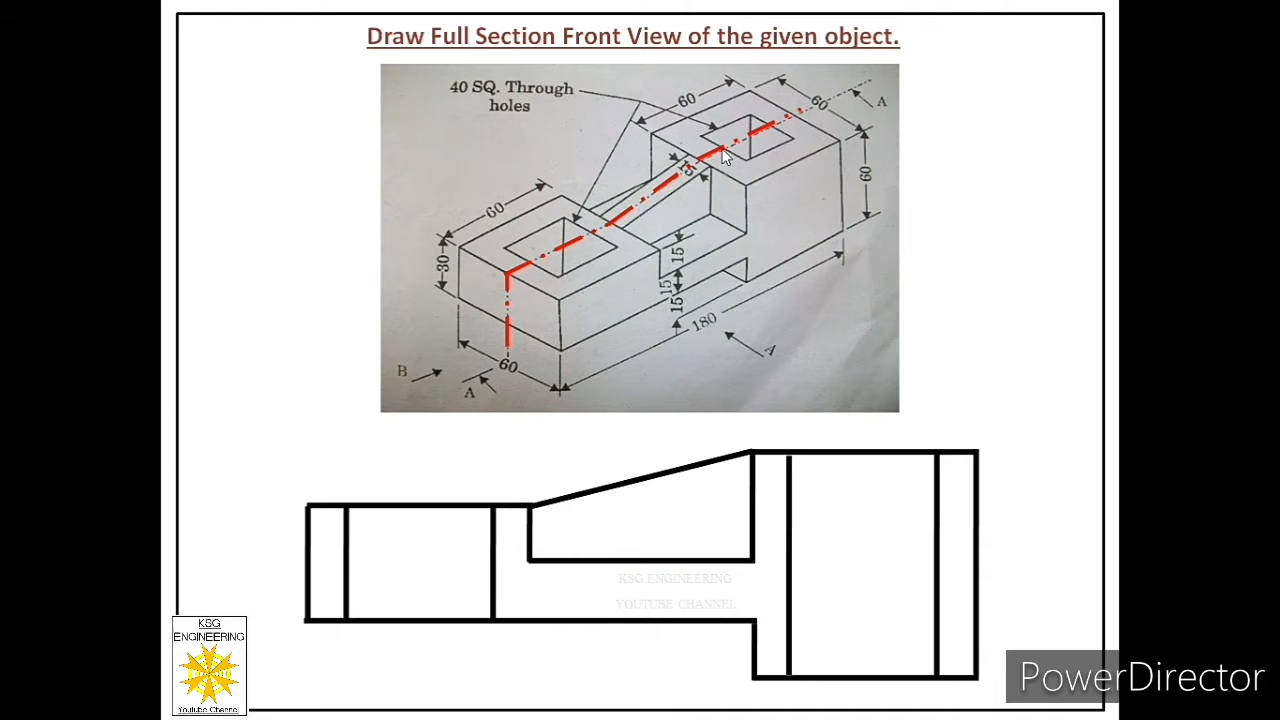 Draw Full Section Front View of the given object.
40 SQ. Through
holes
60
60
A
15
60
60
30
15
15
15
180
60
A
B
A
KSG ENGINEERING
YOUTUBE CHANNEL
KSG
ENGINEERING
Youtube Channel
PowerDirector